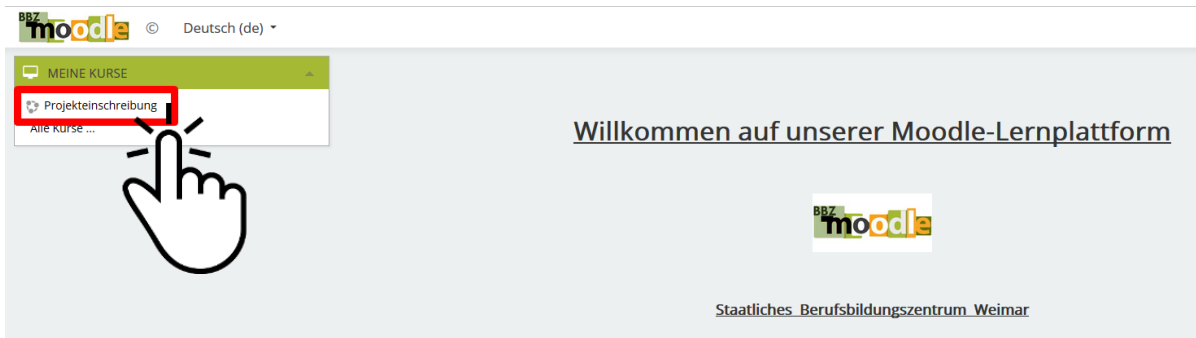 BBZ moodle © Deutsch (de)
MEINE KURSE
Projekteinschreibung
Alle Kurse ...
Willkommen auf unserer Moodle-Lernplattform
BBZ
moodle
Staatliches Berufsbildungszentrum Weimar